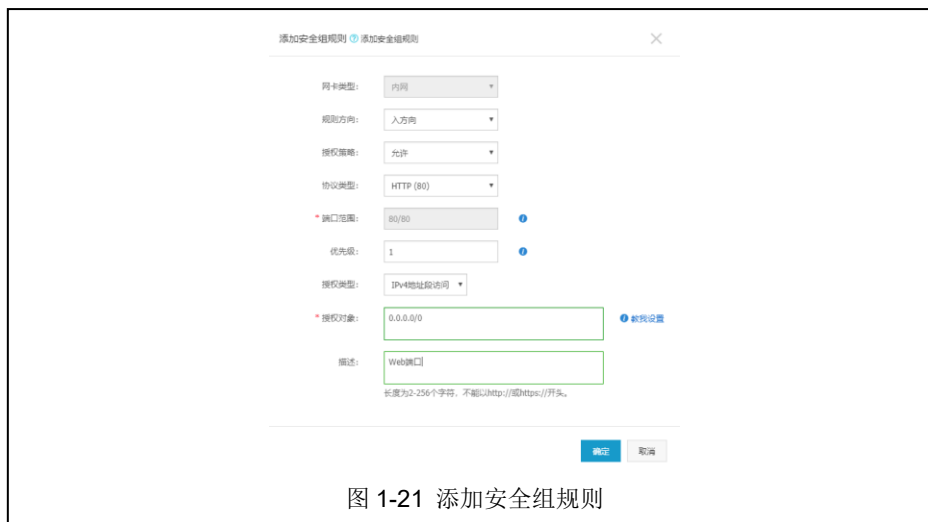 添加安全组规则 添加安全组规则
网卡类型： 内网
规则方向： 入方向
授权策略： 允许
协议类型： HTTP (80)
* 端口范围： 80/80
优先级： 1
授权类型： IPv4地址段访问
* 授权对象： 0.0.0.0/0 教我设置
描述： Web端口
长度为2-256个字符，不能以http://或https://开头。
确定 取消
图 1-21 添加安全组规则